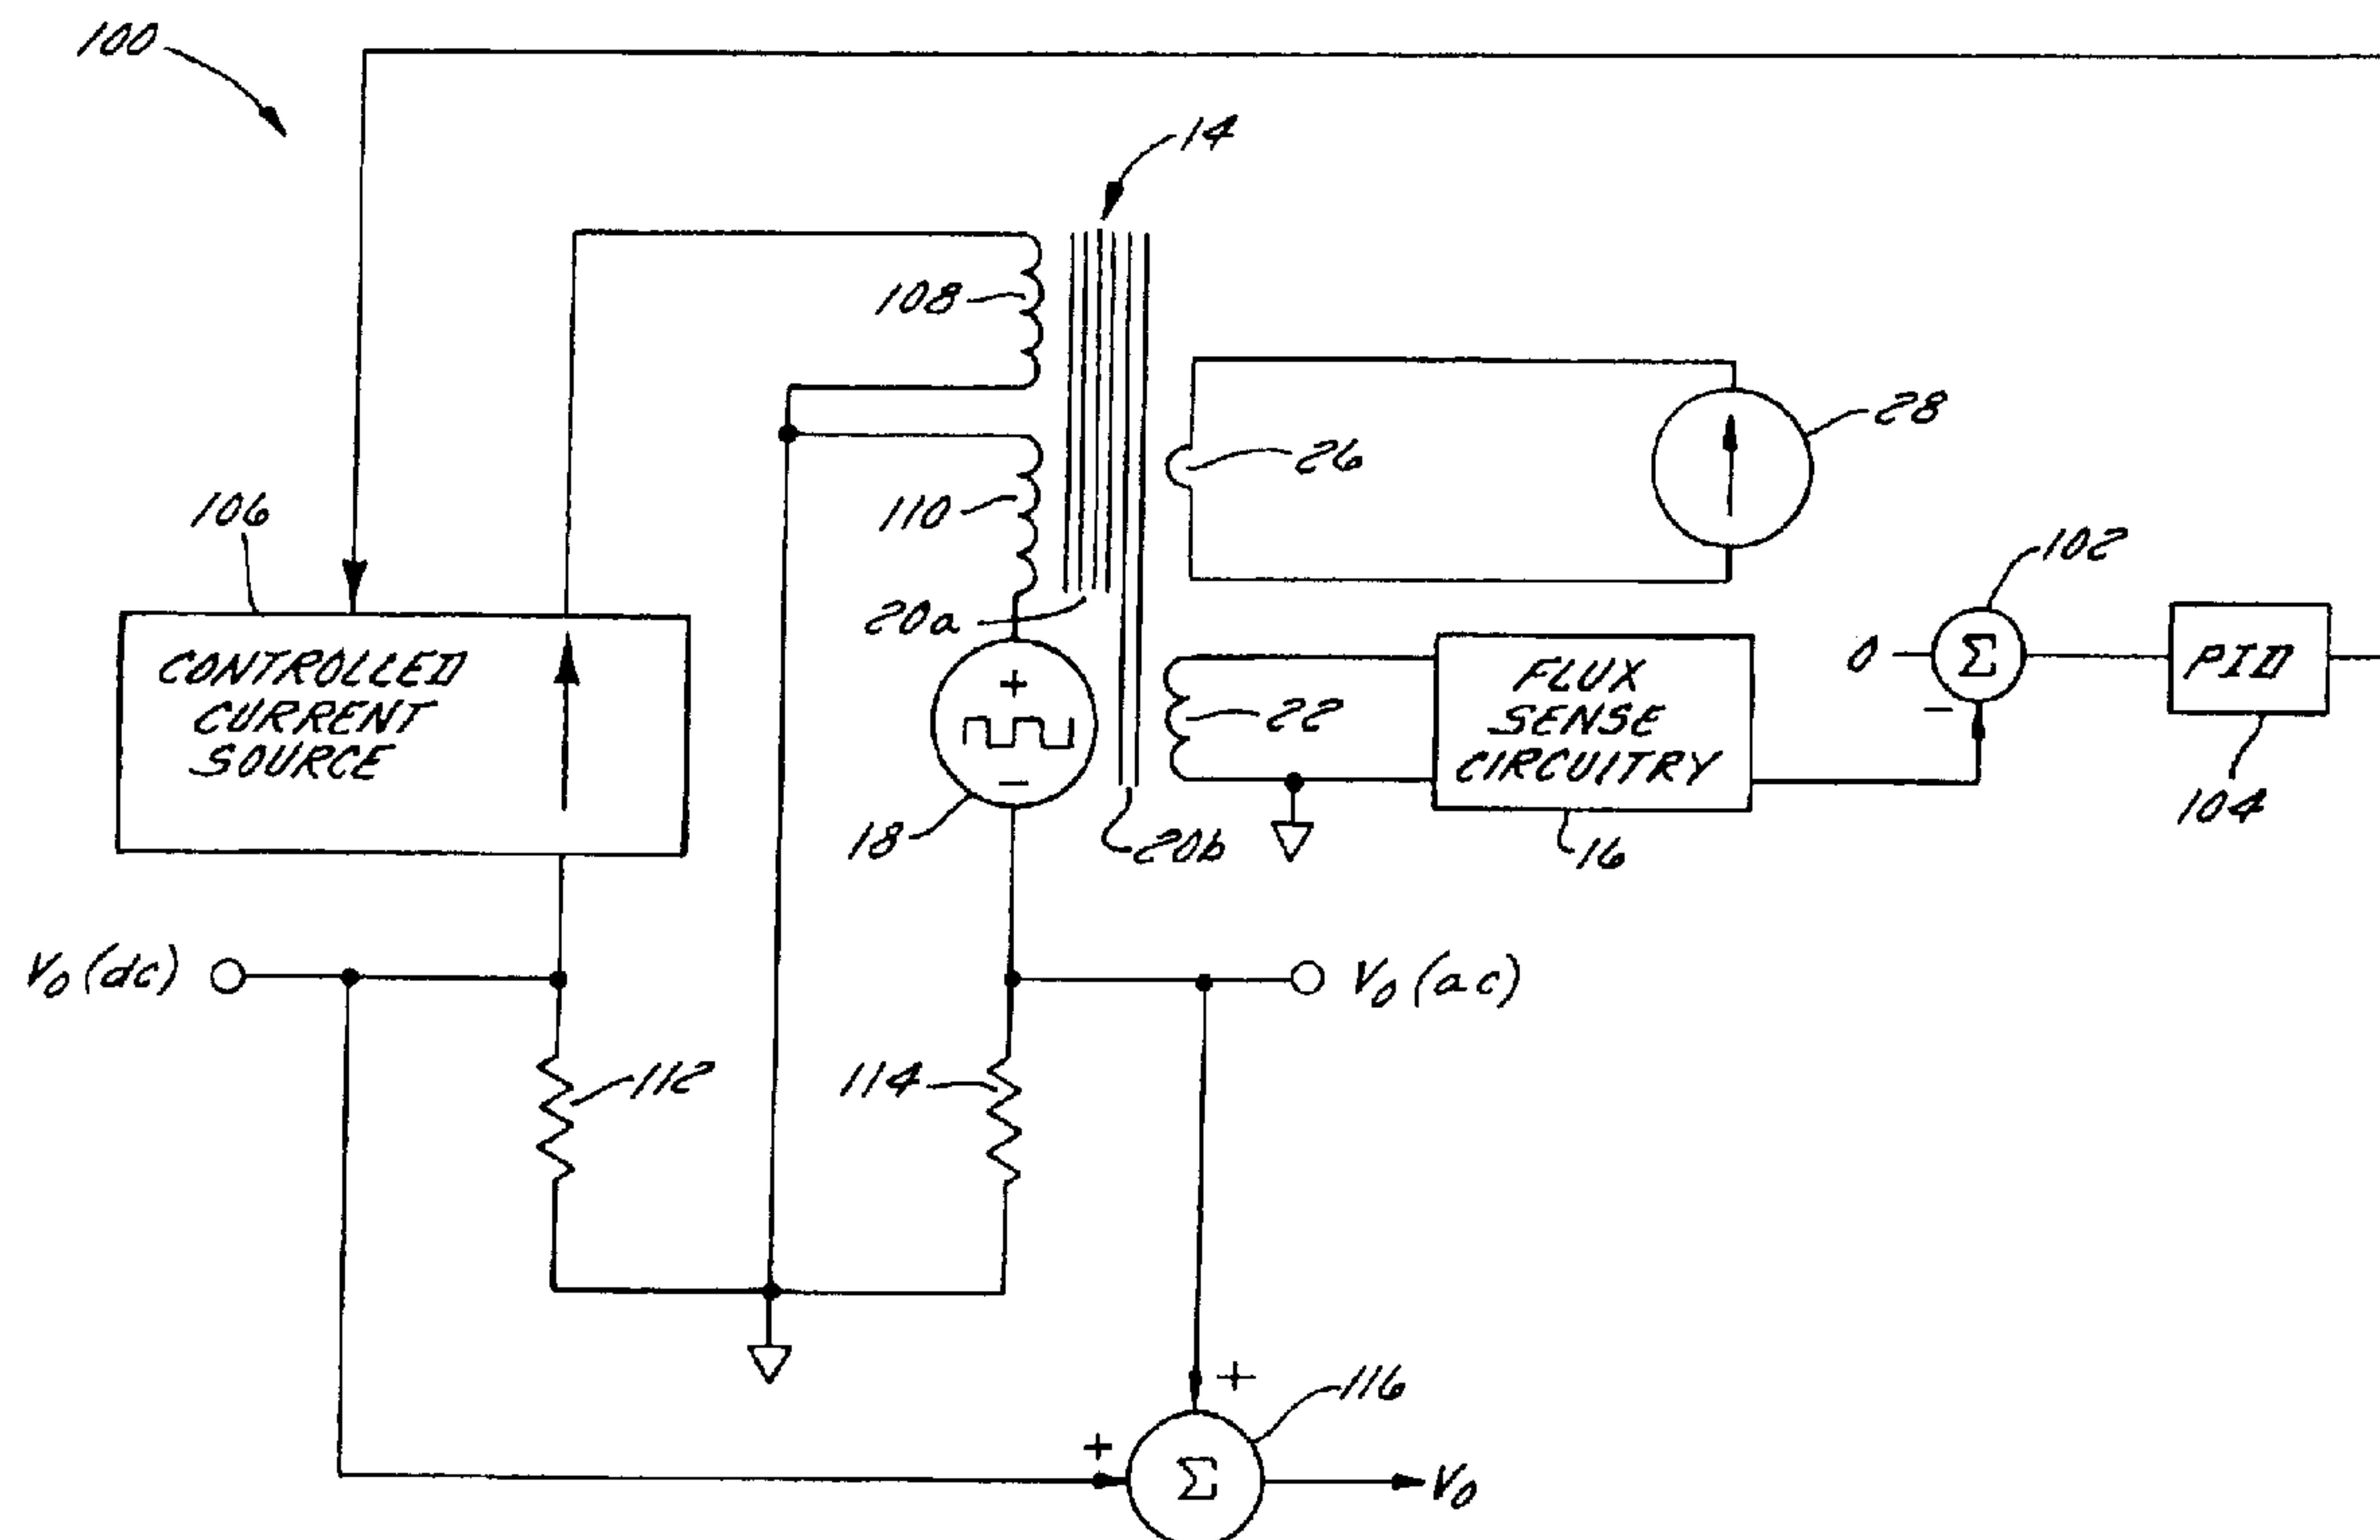 100
14
108
28
26
110
106
102
20a
CONTROLLED
CURRENT
SOURCE
+
−
18
22
FLUX
SENSE
CIRCUITRY
0
Σ
−
PID
104
20b
16
V₀ (dc)
V₀ (ac)
112
114
+
116
+
Σ
V₀